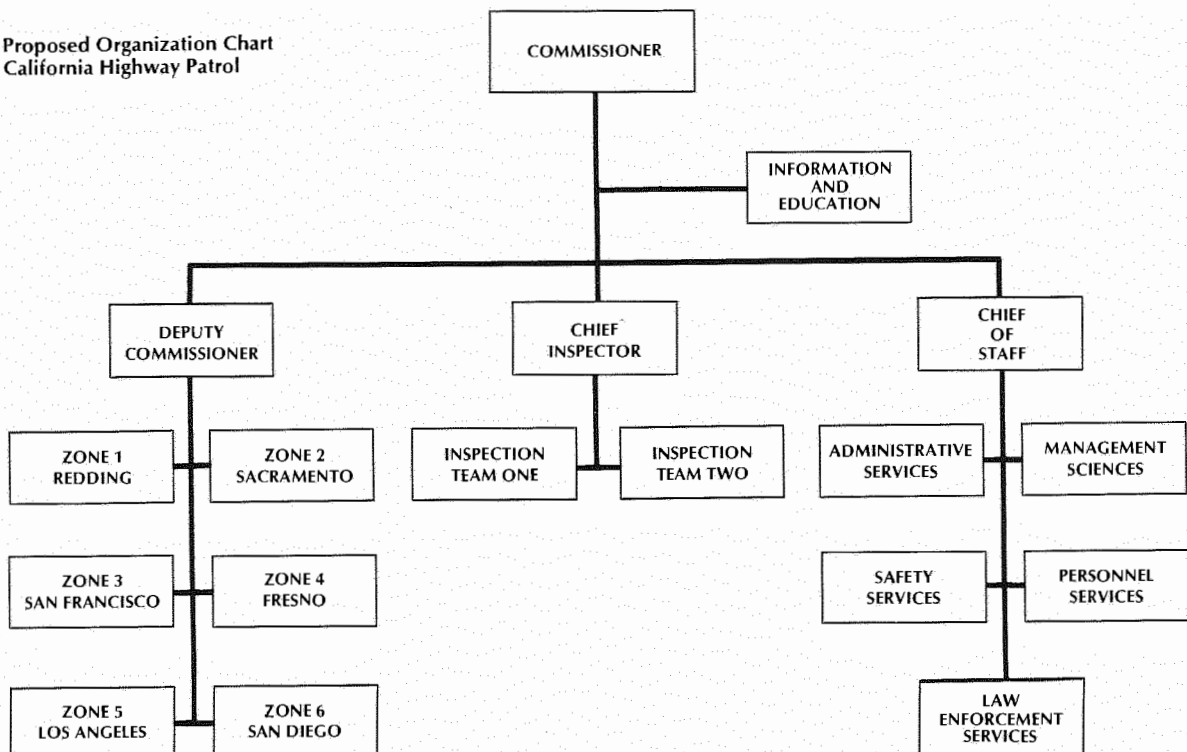 Proposed Organization Chart
California Highway Patrol
COMMISSIONER
INFORMATION
AND
EDUCATION
DEPUTY
COMMISSIONER
CHIEF
INSPECTOR
CHIEF
OF
STAFF
ZONE 1
REDDING
ZONE 2
SACRAMENTO
INSPECTION
TEAM ONE
INSPECTION
TEAM TWO
ADMINISTRATIVE
SERVICES
MANAGEMENT
SCIENCES
ZONE 3
SAN FRANCISCO
ZONE 4
FRESNO
SAFETY
SERVICES
PERSONNEL
SERVICES
ZONE 5
LOS ANGELES
ZONE 6
SAN DIEGO
LAW
ENFORCEMENT
SERVICES